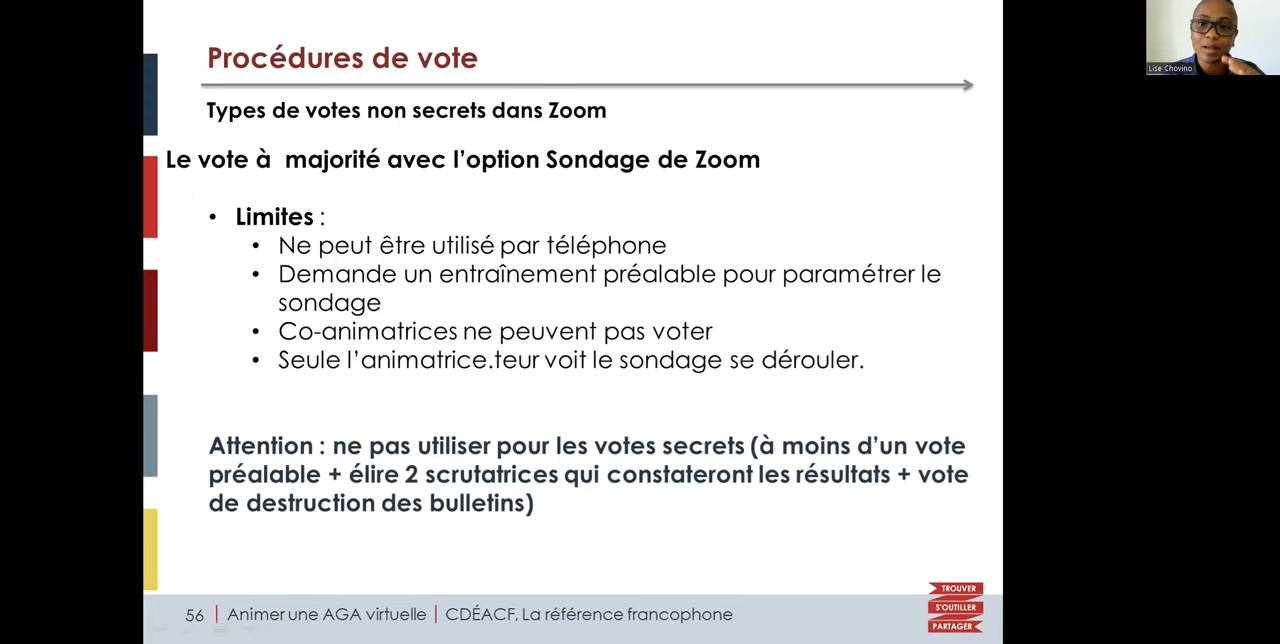 Procédures de vote
Lise Chovino
Types de votes non secrets dans Zoom
Le vote à  majorité avec l’option Sondage de Zoom
• Limites :
• Ne peut être utilisé par téléphone
• Demande un entraînement préalable pour paramétrer le
sondage
• Co-animatrices ne peuvent pas voter
• Seule l’animatrice.teur voit le sondage se dérouler.
Attention : ne pas utiliser pour les votes secrets (à moins d’un vote
préalable + élire 2 scrutatrices qui constateront les résultats + vote
de destruction des bulletins)
56 | Animer une AGA virtuelle | CDÉACF, La référence francophone
TROUVER
S'OUTILLER
PARTAGER